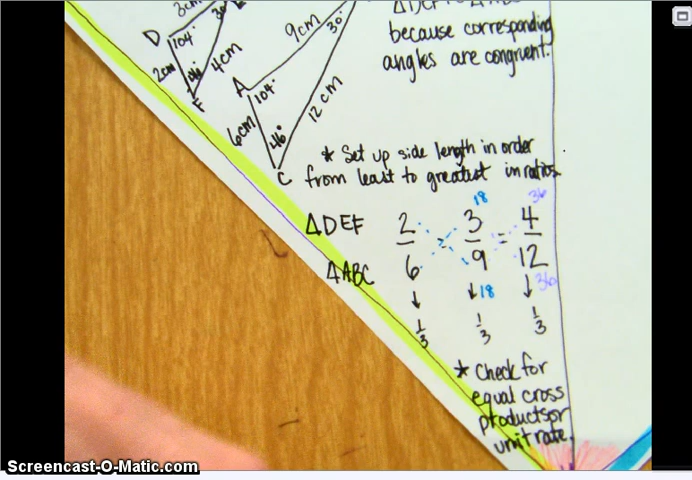 3cm
D
104°
30°
2cm
46°
4cm
F
9cm
30°
A
104°
12 cm
6cm
46°
C
because corresponding
angles are congruent.
* Set up side length in order
from least to greatest in ratios.
18 36
ΔDEF 2 3 4
= =
ΔABC 6 9 12
↓ ↓ 18 ↓ 36
1/3 1/3 1/3
* Check for
equal cross
products or
unit rate.
Screencast-O-Matic.com